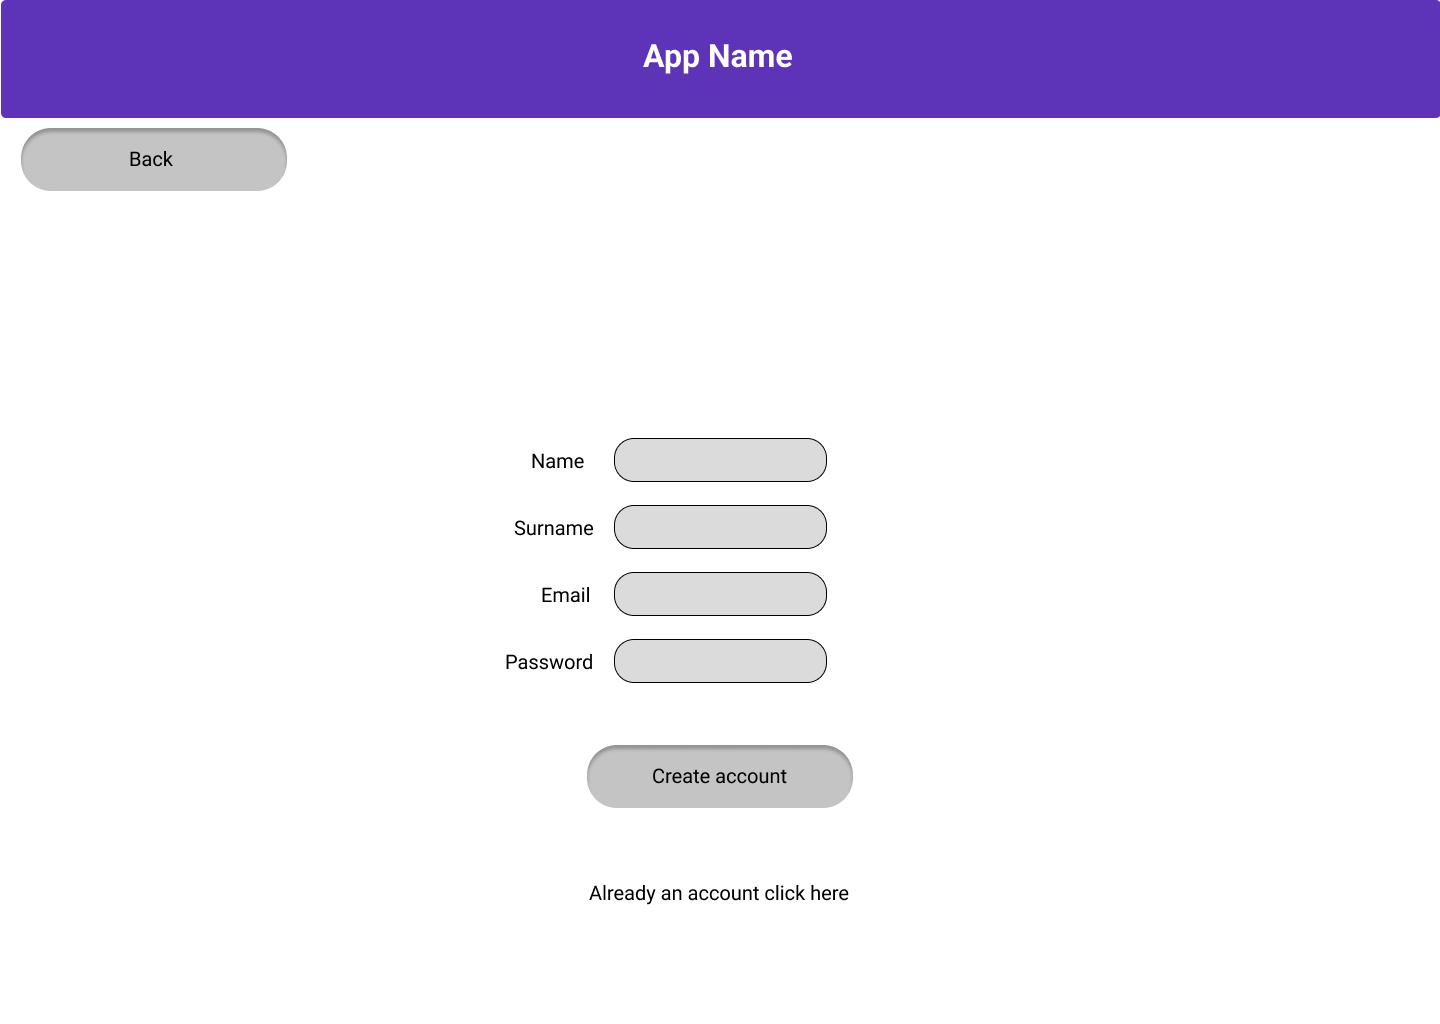 App Name
Back
Name
Surname
Email
Password
Create account
Already an account click here